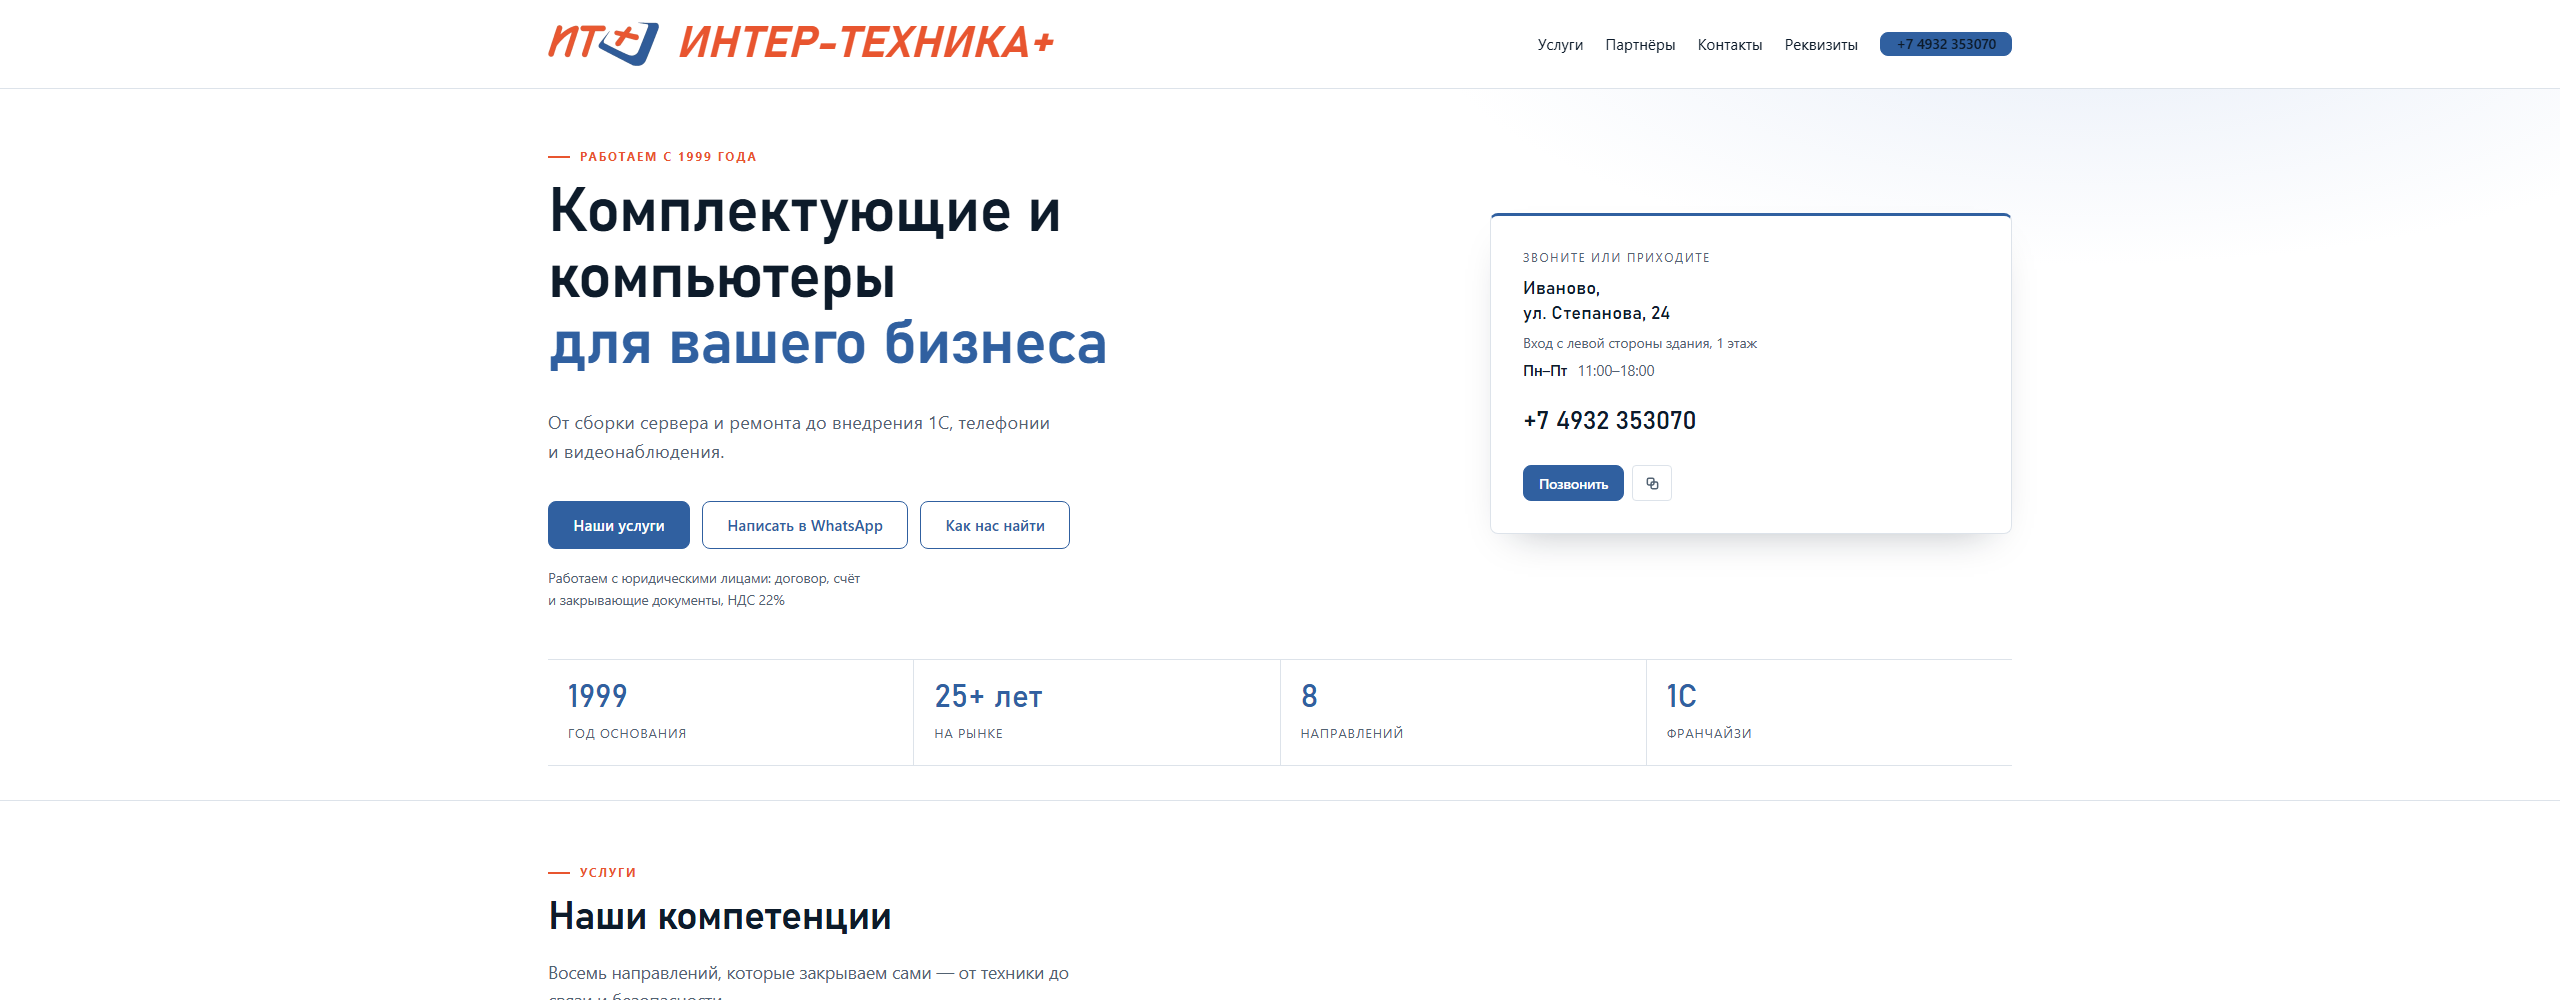 ИТ+ ИНТЕР-ТЕХНИКА+
Услуги Партнёры Контакты Реквизиты +7 4932 353070
РАБОТАЕМ С 1999 ГОДА
Комплектующие и
компьютеры
для вашего бизнеса
От сборки сервера и ремонта до внедрения 1С, телефонии
и видеонаблюдения.
Наши услуги Написать в WhatsApp Как нас найти
Работаем с юридическими лицами: договор, счёт
и закрывающие документы, НДС 22%
ЗВОНИТЕ ИЛИ ПРИХОДИТЕ
Иваново,
ул. Степанова, 24
Вход с левой стороны здания, 1 этаж
Пн–Пт 11:00–18:00
+7 4932 353070
Позвонить
1999
ГОД ОСНОВАНИЯ
25+ лет
НА РЫНКЕ
8
НАПРАВЛЕНИЙ
1С
ФРАНЧАЙЗИ
УСЛУГИ
Наши компетенции
Восемь направлений, которые закрываем сами — от техники до
связи и безопасности.